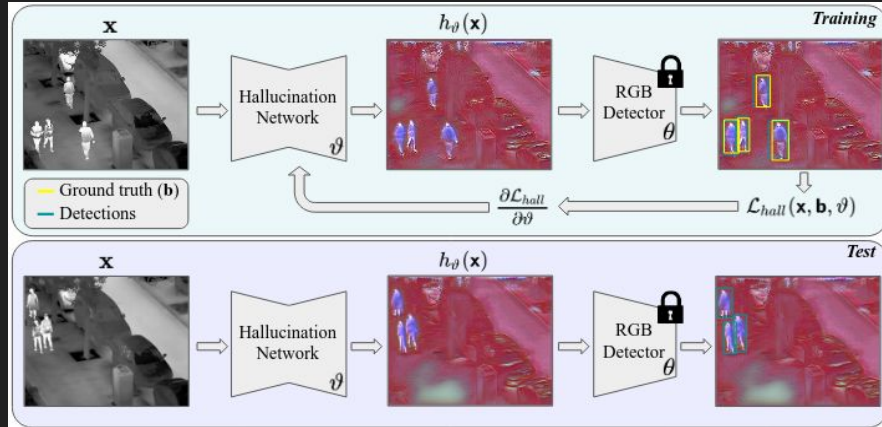 Training
x
h_ϑ(x)
Hallucination
Network
ϑ
RGB
Detector
θ
Ground truth (b)
Detections
∂L_hall
∂ϑ
L_hall(x, b, ϑ)
Test
x
h_ϑ(x)
Hallucination
Network
ϑ
RGB
Detector
θ